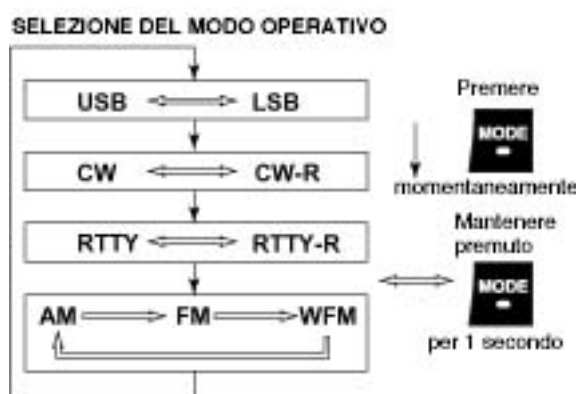 SELEZIONE DEL MODO OPERATIVO
USB LSB
CW CW-R
RTTY RTTY-R
AM FM WFM
Premere
MODE
momentaneamente
Mantenere
premuto
MODE
per 1 secondo